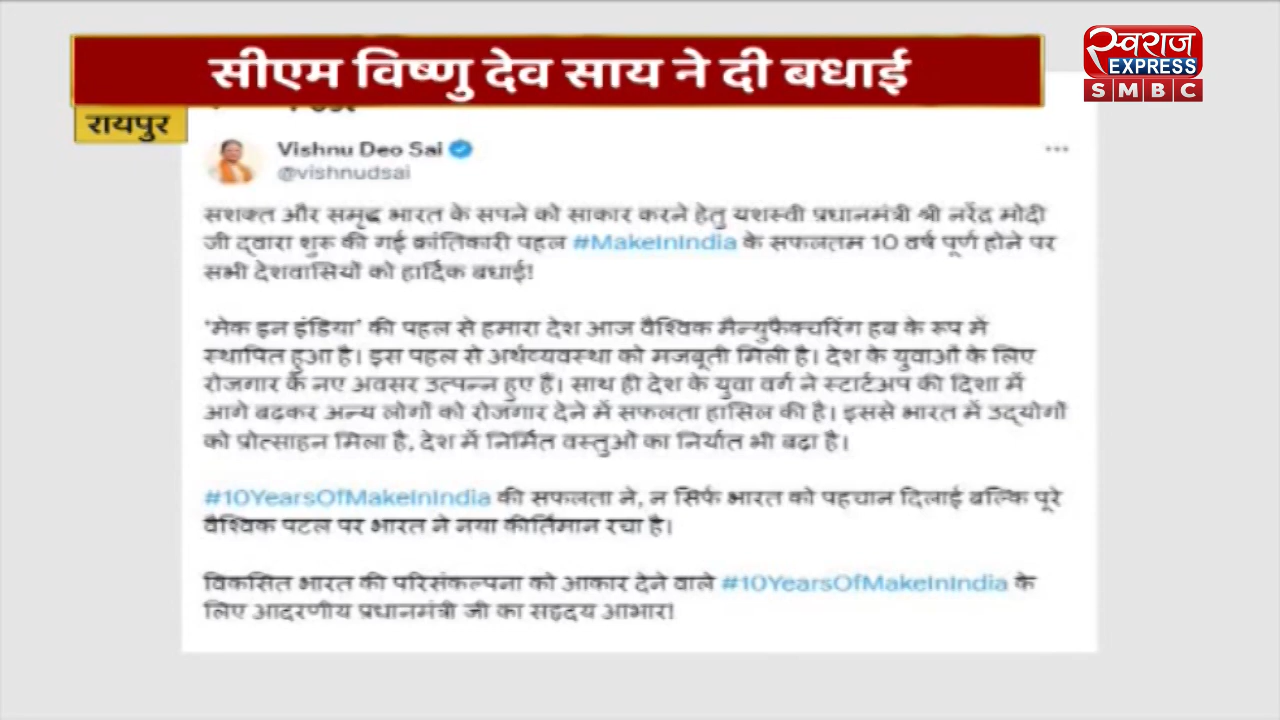 सीएम विष्णु देव साय ने दी बधाई
स्वराज
EXPRESS
SMBC
रायपुर
Vishnu Deo Sai
@vishnudsai
सशक्त और समृद्ध भारत के सपने को साकार करने हेतु यशस्वी प्रधानमंत्री श्री नरेंद्र मोदी
जी द्वारा शुरू की गई क्रांतिकारी पहल #MakeInIndia के सफलतम 10 वर्ष पूर्ण होने पर
सभी देशवासियों को हार्दिक बधाई!
'मेक इन इंडिया' की पहल से हमारा देश आज वैश्विक मैन्युफैक्चरिंग हब के रूप में
स्थापित हुआ है। इस पहल से अर्थव्यवस्था को मजबूती मिली है। देश के युवाओं के लिए
रोजगार के नए अवसर उत्पन्न हुए हैं। साथ ही देश के युवा वर्ग ने स्टार्टअप की दिशा में
आगे बढ़कर अन्य लोगों को रोजगार देने में सफलता हासिल की है। इससे भारत में उद्योगों
को प्रोत्साहन मिला है, देश में निर्मित वस्तुओं का निर्यात भी बढ़ा है।
#10YearsOfMakeInIndia की सफलता ने, न सिर्फ भारत को पहचान दिलाई बल्कि पूरे
वैश्विक पटल पर भारत ने नया कीर्तिमान रचा है।
विकसित भारत की परिसंकल्पना को आकार देने वाले #10YearsOfMakeInIndia के
लिए आदरणीय प्रधानमंत्री जी का सहृदय आभार!